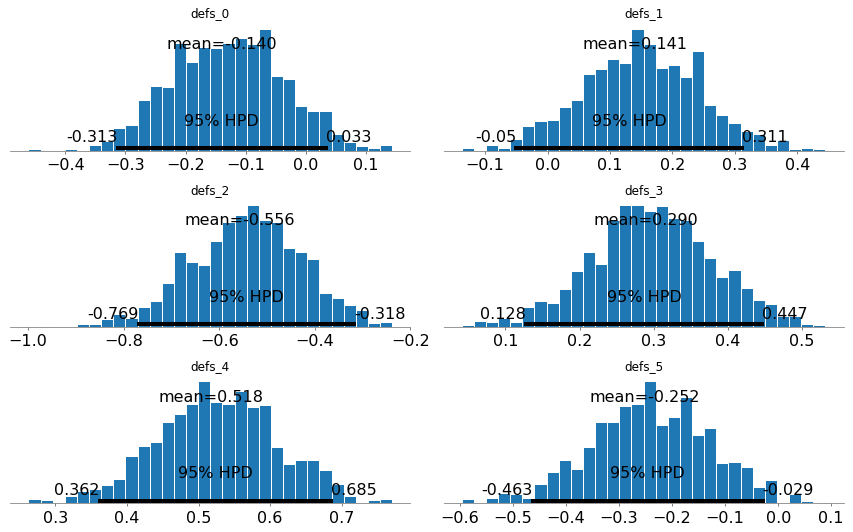 defs_0
mean=-0.140
95% HPD
-0.313 0.033
−0.4 −0.3 −0.2 −0.1 0.0 0.1
defs_1
mean=0.141
95% HPD
-0.05 0.311
−0.1 0.0 0.1 0.2 0.3 0.4
defs_2
mean=-0.556
95% HPD
-0.769 -0.318
−1.0 −0.8 −0.6 −0.4 −0.2
defs_3
mean=0.290
95% HPD
0.128 0.447
0.1 0.2 0.3 0.4 0.5
defs_4
mean=0.518
95% HPD
0.362 0.685
0.3 0.4 0.5 0.6 0.7
defs_5
mean=-0.252
95% HPD
-0.463 -0.029
−0.6 −0.5 −0.4 −0.3 −0.2 −0.1 0.0 0.1